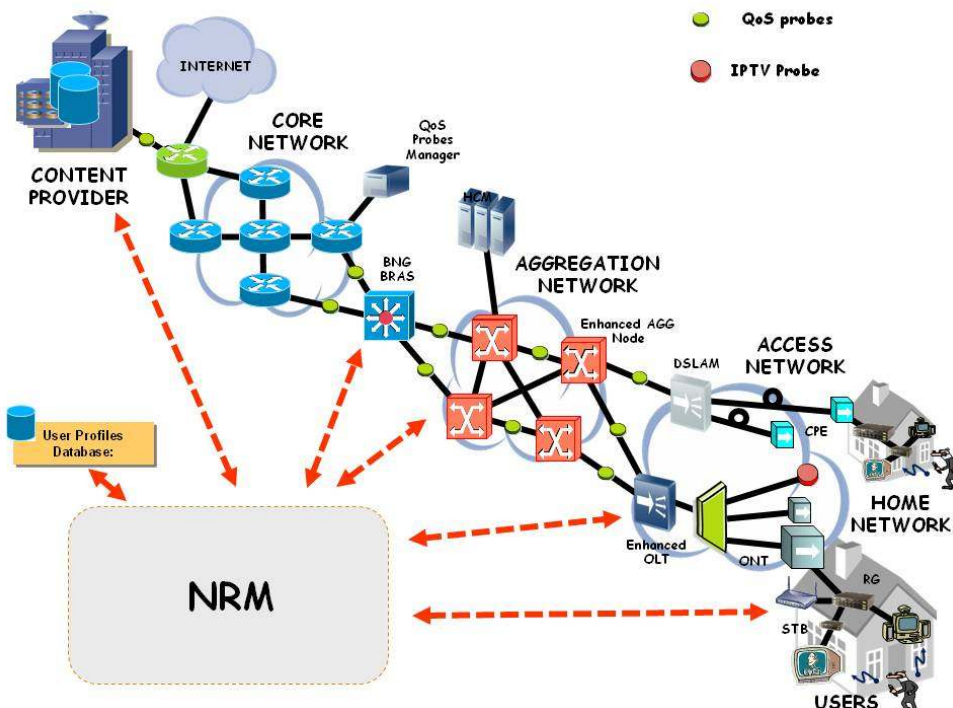 QoS probes
IPTV Probe
INTERNET
CORE
NETWORK
QoS
Probes
Manager
CONTENT
PROVIDER
HCM
BNG
BRAS
AGGREGATION
NETWORK
Enhanced AGG
Node
DSLAM
ACCESS
NETWORK
CPE
User Profiles
Database:
HOME
NETWORK
Enhanced
OLT
ONT
RG
NRM
STB
USERS